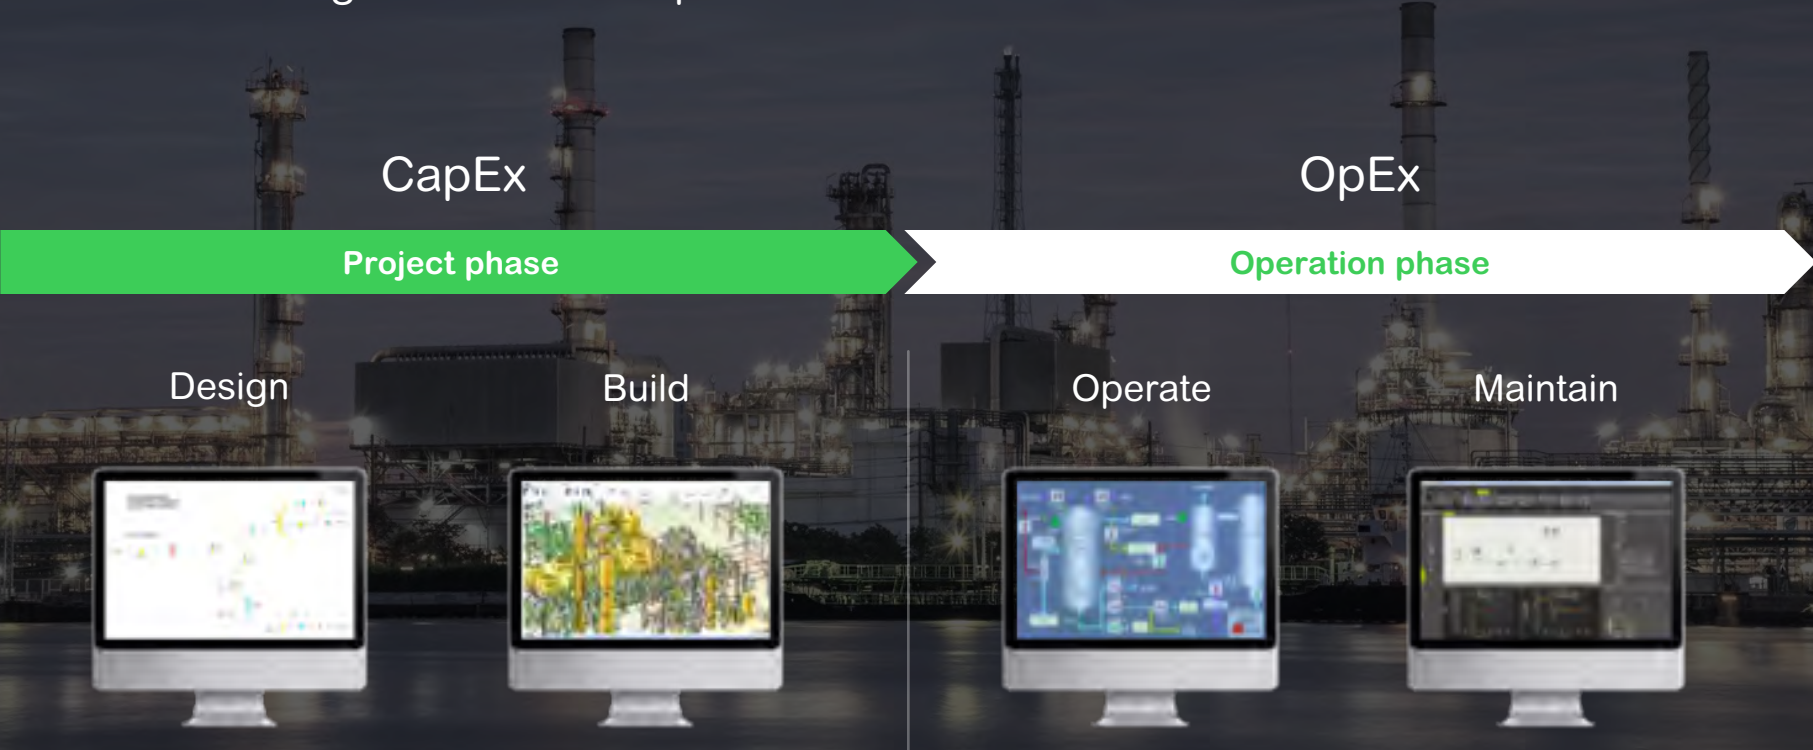 CapEx
OpEx
Project phase
Operation phase
Design
Build
Operate
Maintain